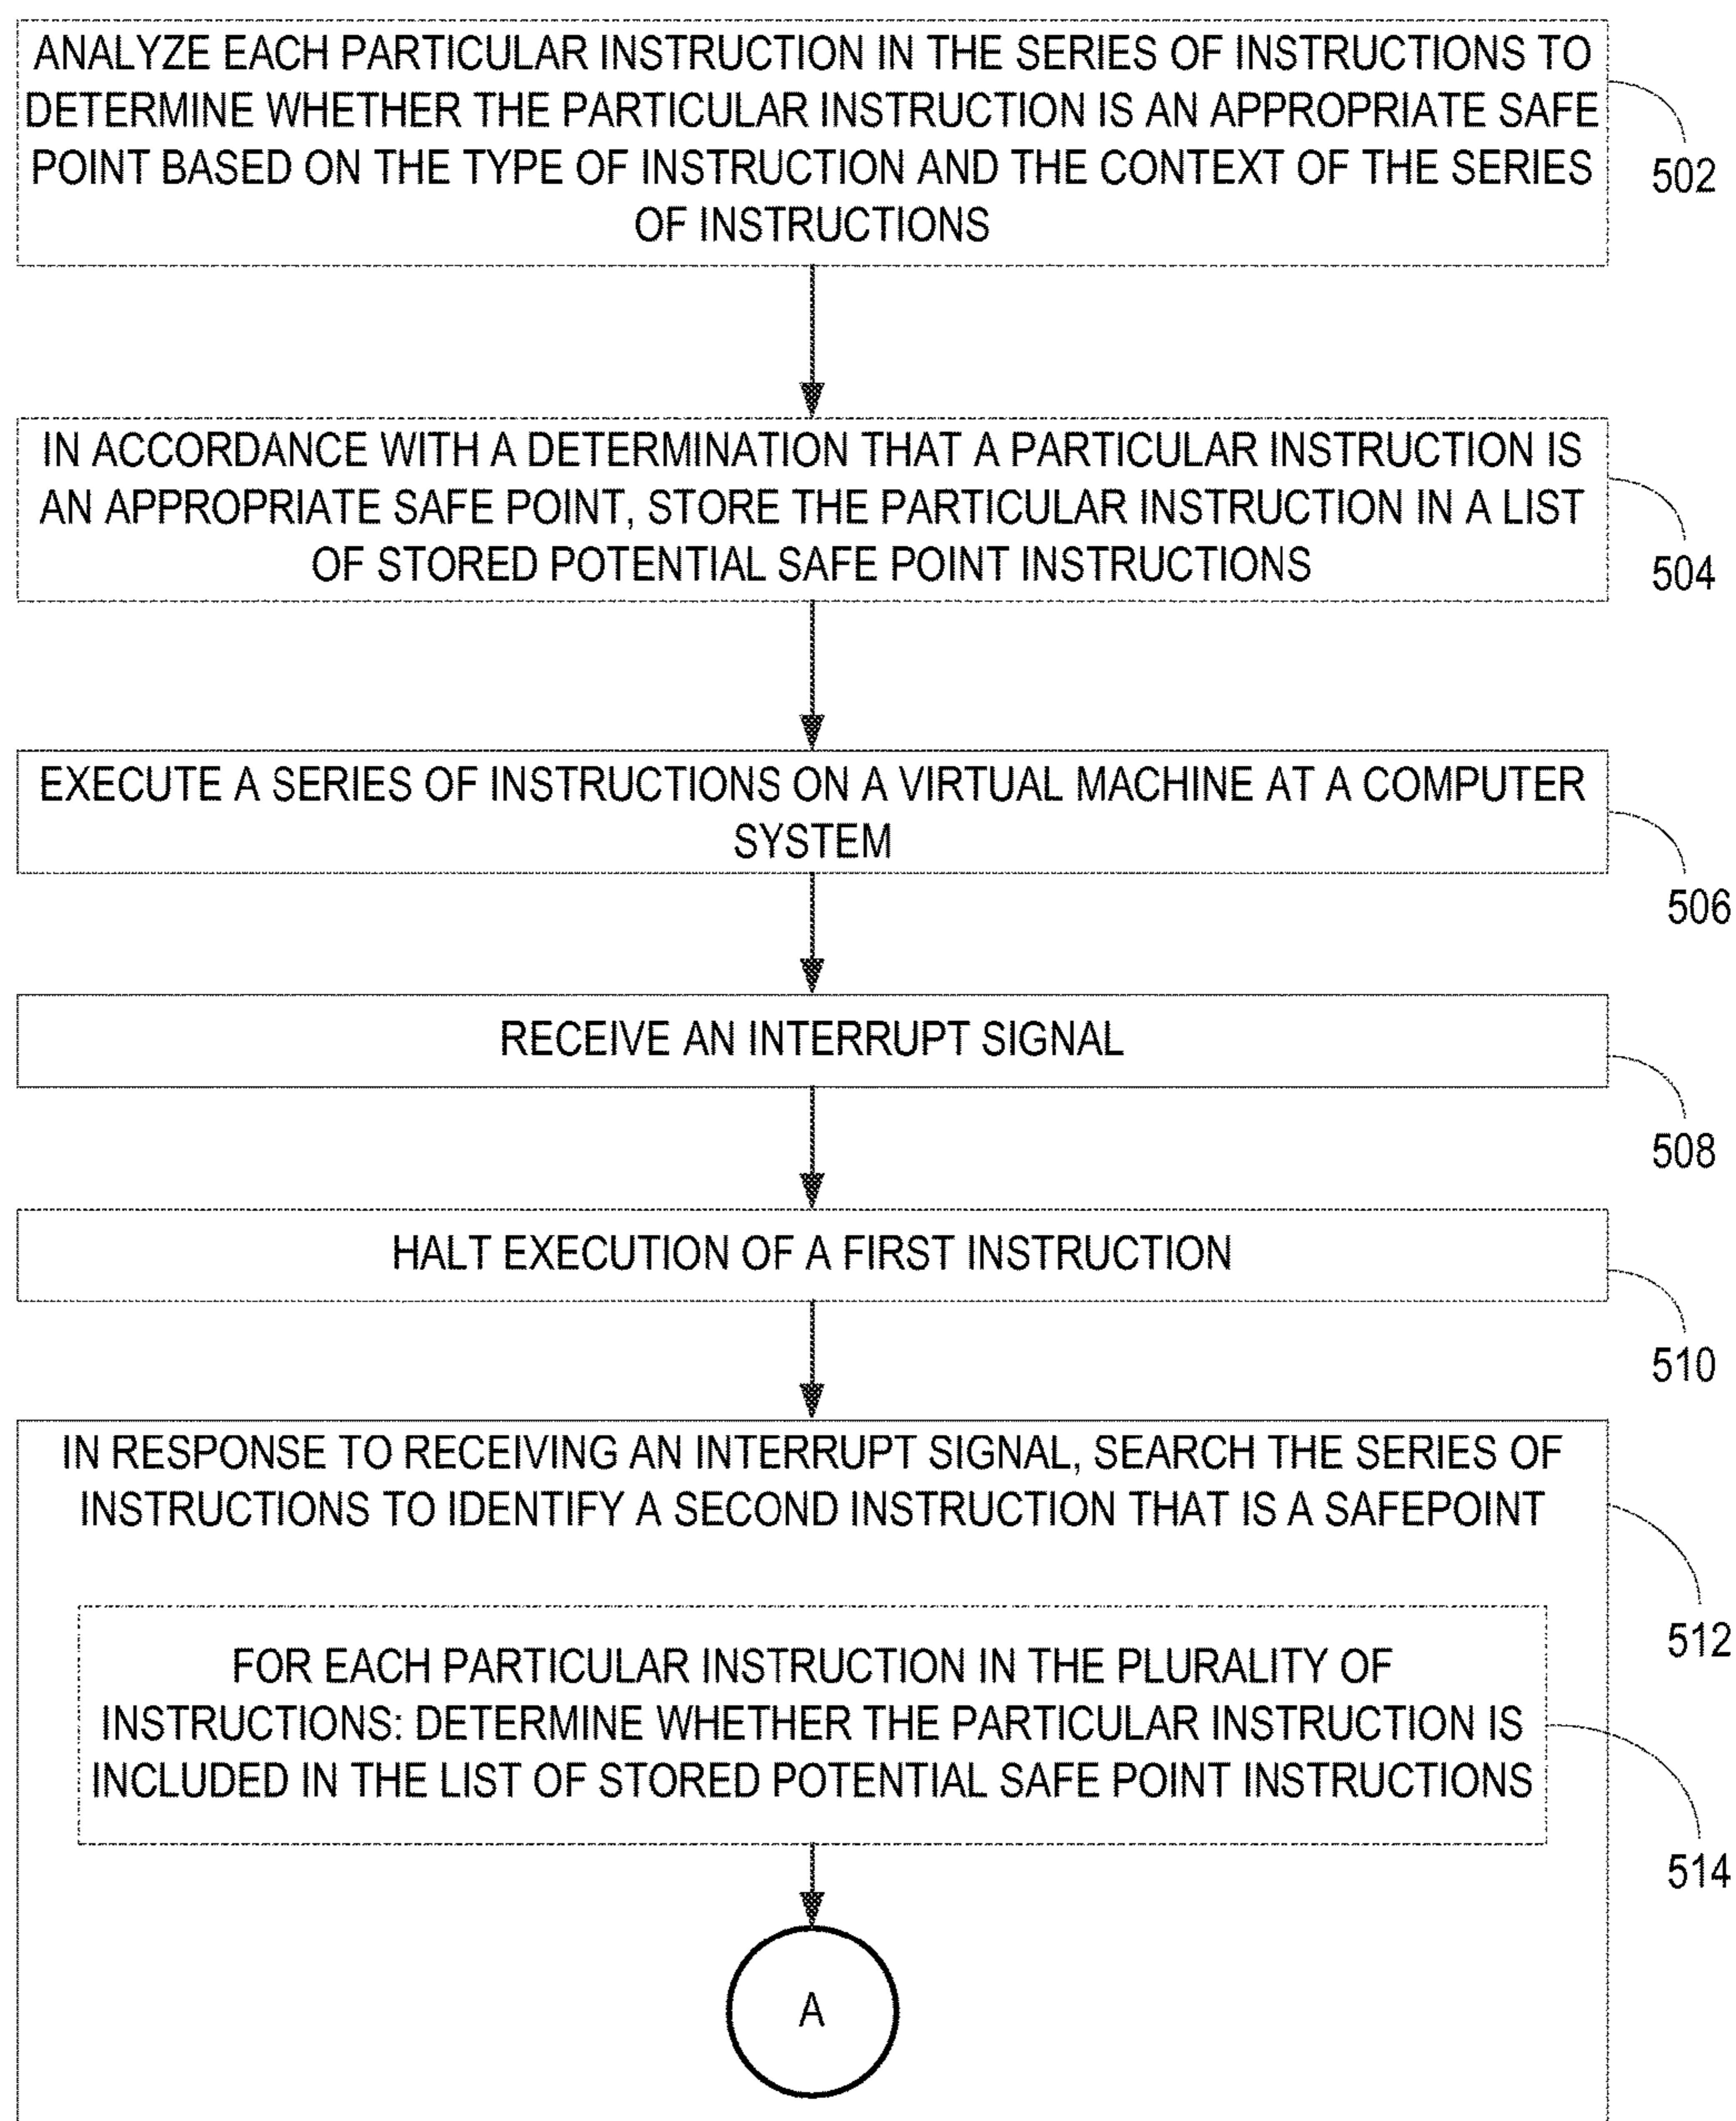 ANALYZE EACH PARTICULAR INSTRUCTION IN THE SERIES OF INSTRUCTIONS TO
DETERMINE WHETHER THE PARTICULAR INSTRUCTION IS AN APPROPRIATE SAFE
POINT BASED ON THE TYPE OF INSTRUCTION AND THE CONTEXT OF THE SERIES
OF INSTRUCTIONS
502
IN ACCORDANCE WITH A DETERMINATION THAT A PARTICULAR INSTRUCTION IS
AN APPROPRIATE SAFE POINT, STORE THE PARTICULAR INSTRUCTION IN A LIST
OF STORED POTENTIAL SAFE POINT INSTRUCTIONS
504
EXECUTE A SERIES OF INSTRUCTIONS ON A VIRTUAL MACHINE AT A COMPUTER
SYSTEM
506
RECEIVE AN INTERRUPT SIGNAL
508
HALT EXECUTION OF A FIRST INSTRUCTION
510
IN RESPONSE TO RECEIVING AN INTERRUPT SIGNAL, SEARCH THE SERIES OF
INSTRUCTIONS TO IDENTIFY A SECOND INSTRUCTION THAT IS A SAFEPOINT
512
FOR EACH PARTICULAR INSTRUCTION IN THE PLURALITY OF
INSTRUCTIONS: DETERMINE WHETHER THE PARTICULAR INSTRUCTION IS
INCLUDED IN THE LIST OF STORED POTENTIAL SAFE POINT INSTRUCTIONS
514
A